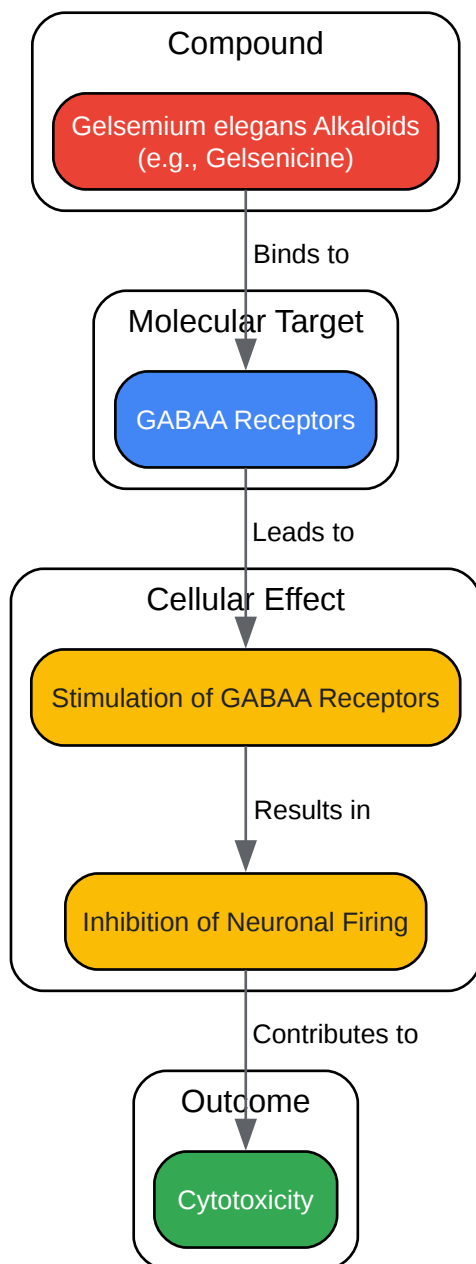 Compound
Gelsemium elegans Alkaloids
(e.g., Gelsenicine)
Binds to
Molecular Target
GABAA Receptors
Leads to
Cellular Effect
Stimulation of GABAA Receptors
Results in
Inhibition of Neuronal Firing
Contributes to
Outcome
Cytotoxicity